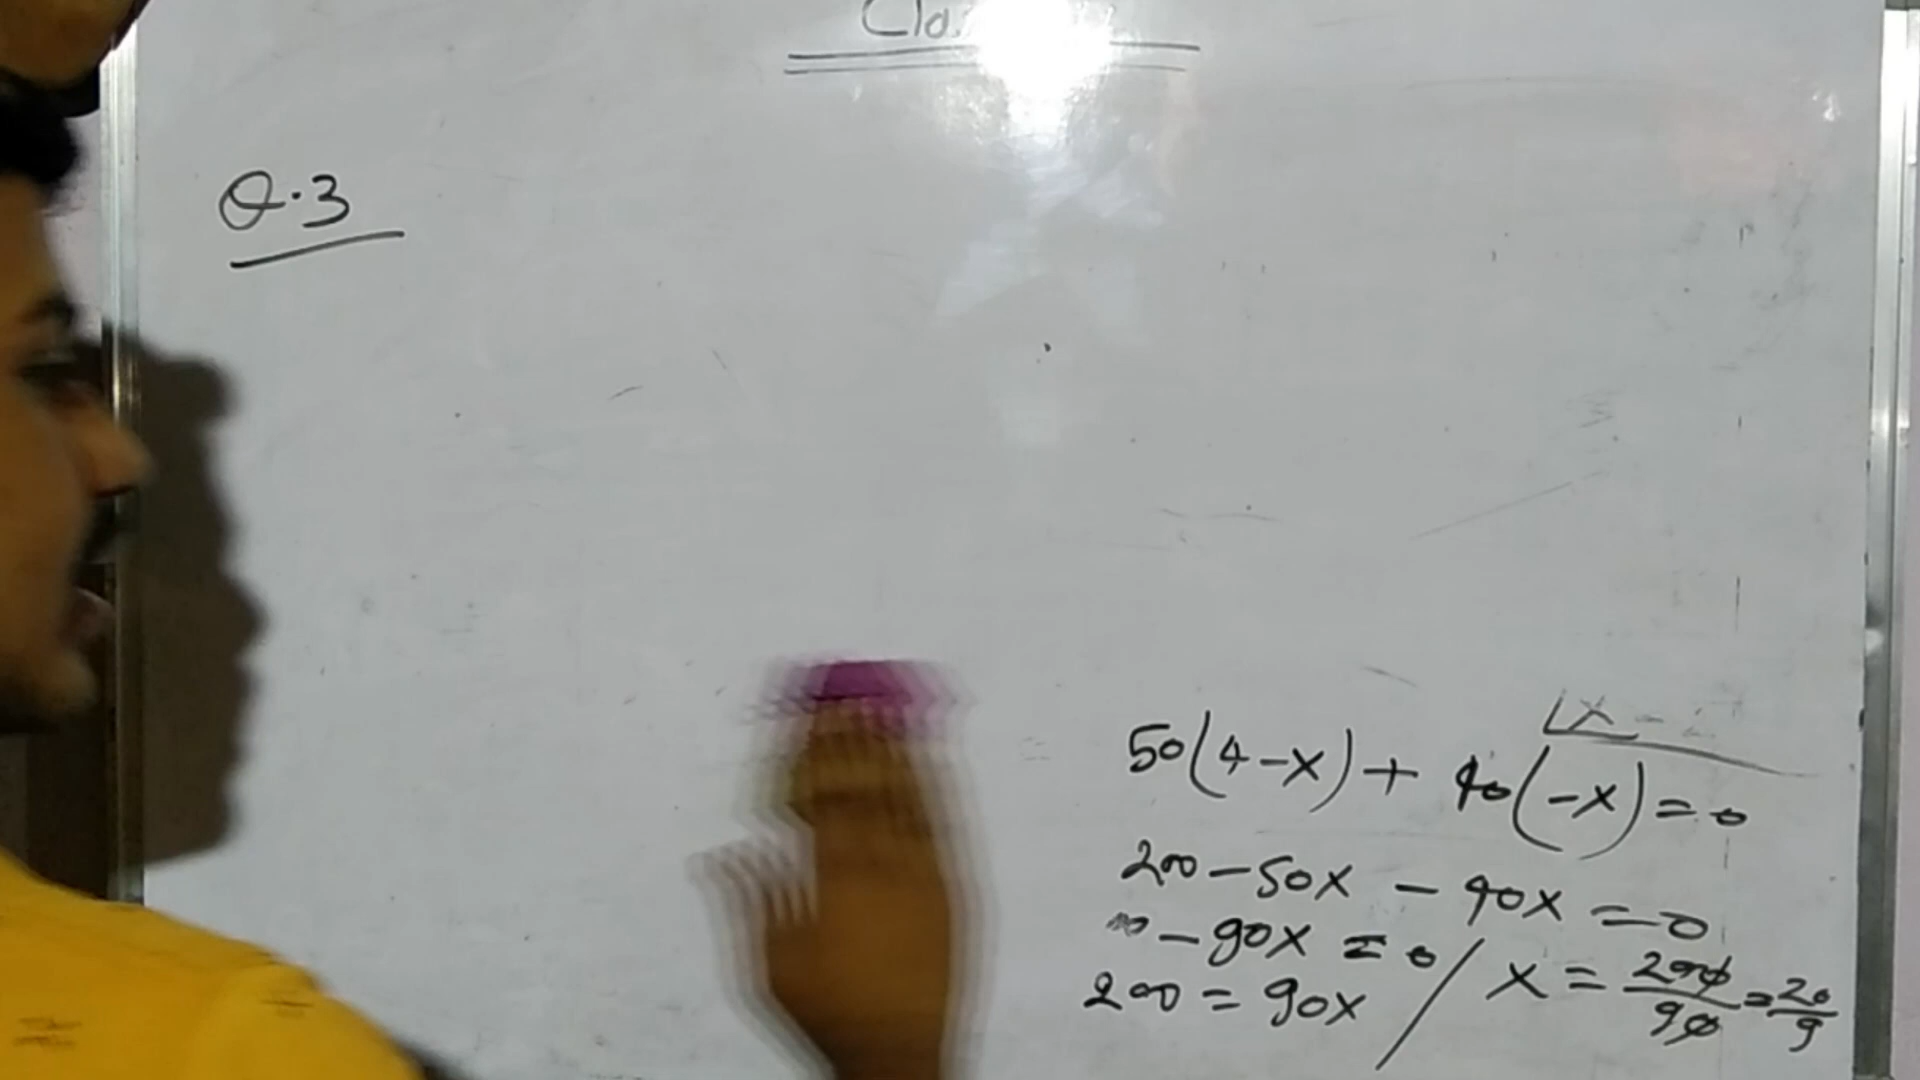 Q.3
50(4-x) + 40(-x) = 0
200 - 50x - 40x = 0
- 90x = 0
200 = 90x / x = 200/90 = 20/9